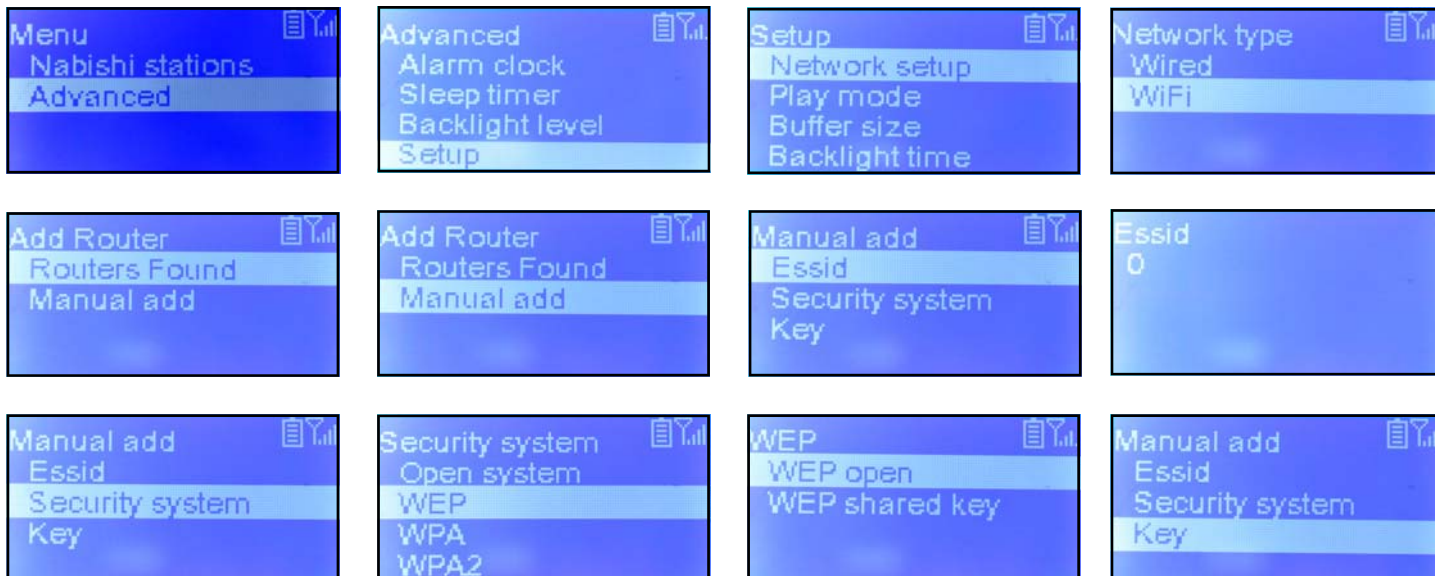 Menu
Nabishi stations
Advanced
Advanced
Alarm clock
Sleep timer
Backlight level
Setup
Setup
Network setup
Play mode
Buffer size
Backlight time
Network type
Wired
WiFi
Add Router
Routers Found
Manual add
Add Router
Routers Found
Manual add
Manual add
Essid
Security system
Key
Essid
0
Manual add
Essid
Security system
Key
Security system
Open system
WEP
WPA
WPA2
WEP
WEP open
WEP shared key
Manual add
Essid
Security system
Key